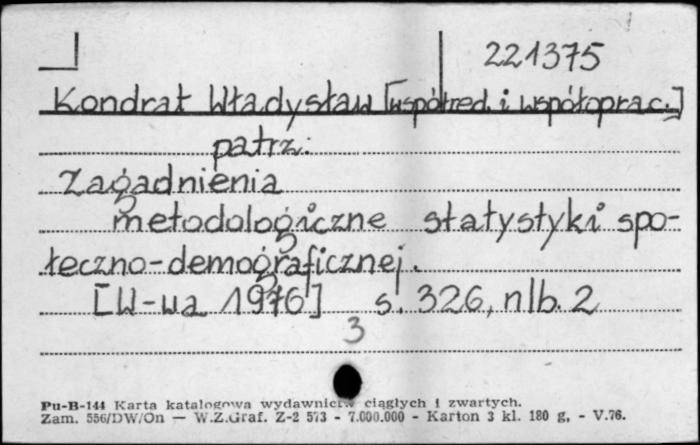 221375
Kondrat Władysław [współred. i współoprac.]
patrz:
Zagadnienia
metodologiczne statystyki spo-
łeczno-demograficznej.
[W-wa 1976] s. 326, nlb. 2
3
Pu-B-144 Karta katalogowa wydawnictw ciągłych i zwartych.
Zam. 556/DW/On — W.Z.Graf. Z-2 573 - 7.000.000 - Karton 3 kl. 180 g, - V.76.